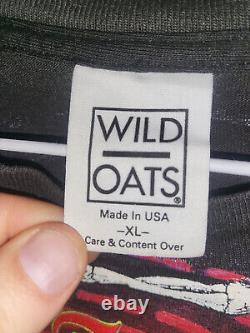 WILD
OATS®
Made In USA
-XL-
Care & Content Over